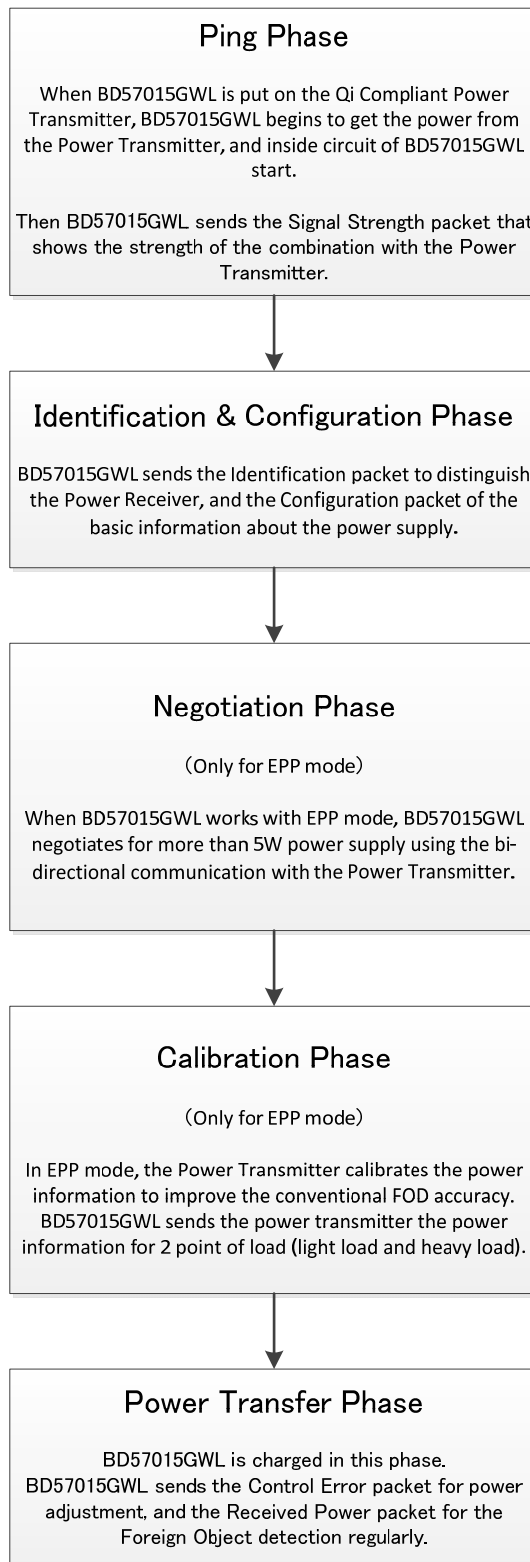 Ping Phase
When BD57015GWL is put on the Qi Compliant Power
Transmitter, BD57015GWL begins to get the power from
the Power Transmitter, and inside circuit of BD57015GWL
start.
Then BD57015GWL sends the Signal Strength packet that
shows the strength of the combination with the Power
Transmitter.
Identification & Configuration Phase
BD57015GWL sends the Identification packet to distinguish
the Power Receiver, and the Configuration packet of the
basic information about the power supply.
Negotiation Phase
(Only for EPP mode)
When BD57015GWL works with EPP mode, BD57015GWL
negotiates for more than 5W power supply using the bi-
directional communication with the Power Transmitter.
Calibration Phase
(Only for EPP mode)
In EPP mode, the Power Transmitter calibrates the power
information to improve the conventional FOD accuracy.
BD57015GWL sends the power transmitter the power
information for 2 point of load (light load and heavy load).
Power Transfer Phase
BD57015GWL is charged in this phase.
BD57015GWL sends the Control Error packet for power
adjustment, and the Received Power packet for the
Foreign Object detection regularly.